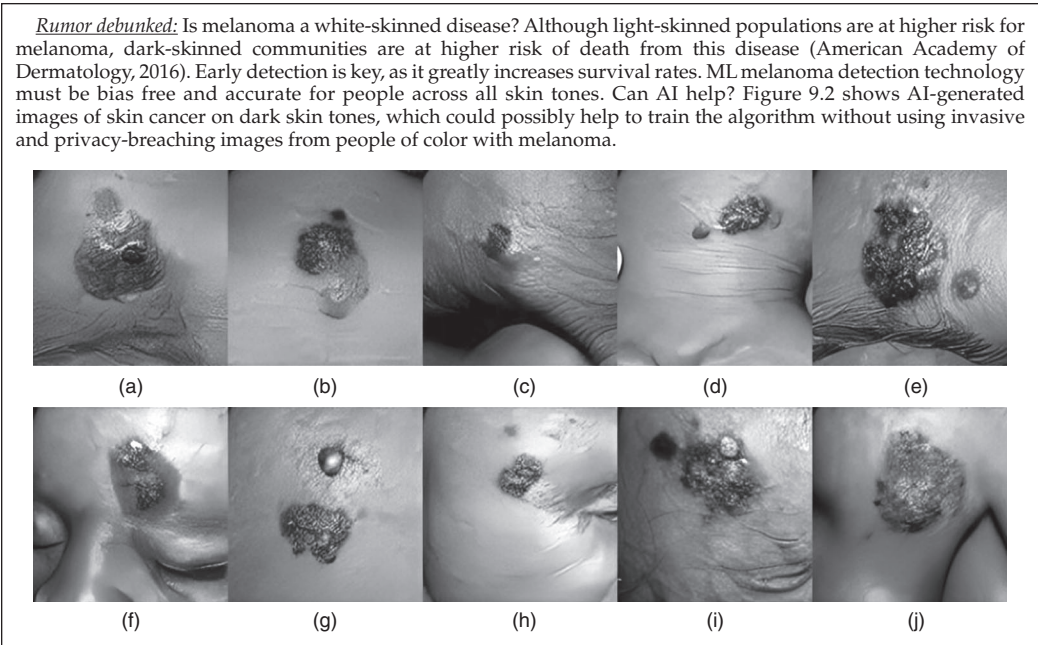 Rumor debunked: Is melanoma a white-skinned disease? Although light-skinned populations are at higher risk for
melanoma, dark-skinned communities are at higher risk of death from this disease (American Academy of
Dermatology, 2016). Early detection is key, as it greatly increases survival rates. ML melanoma detection technology
must be bias free and accurate for people across all skin tones. Can AI help? Figure 9.2 shows AI-generated
images of skin cancer on dark skin tones, which could possibly help to train the algorithm without using invasive
and privacy-breaching images from people of color with melanoma.
(a) (b) (c) (d) (e)
(f) (g) (h) (i) (j)